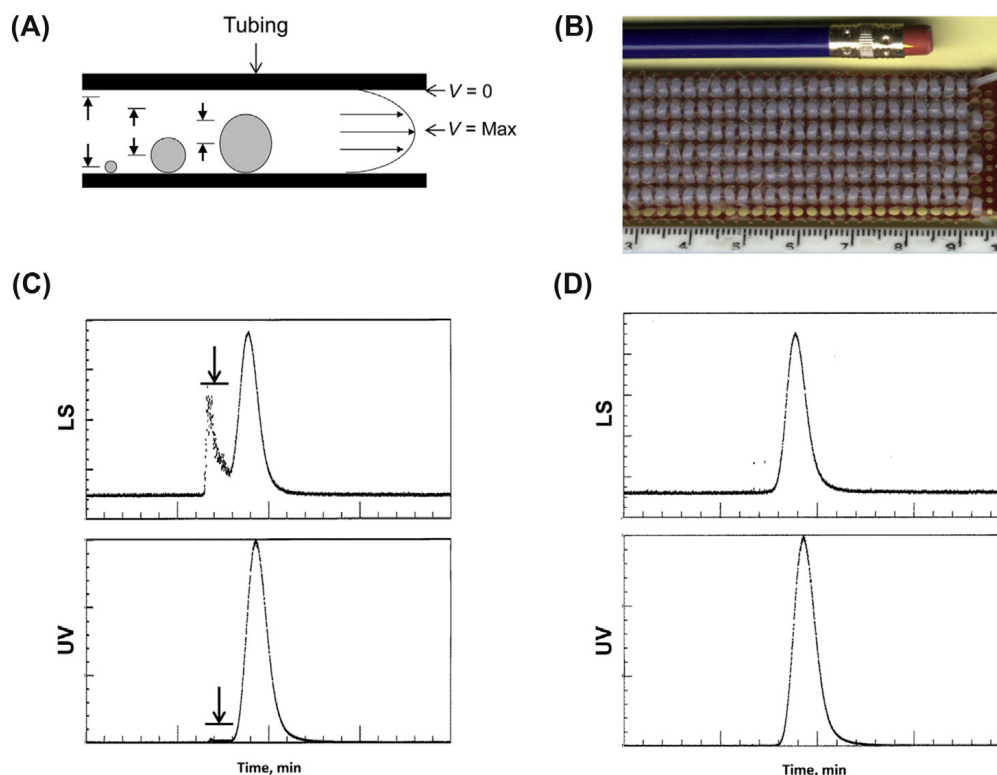 (A)
Tubing
V = 0
V = Max
(B)
3 4 5 6 7 8 9
(C)
LS
UV
Time, min
(D)
LS
UV
Time, min